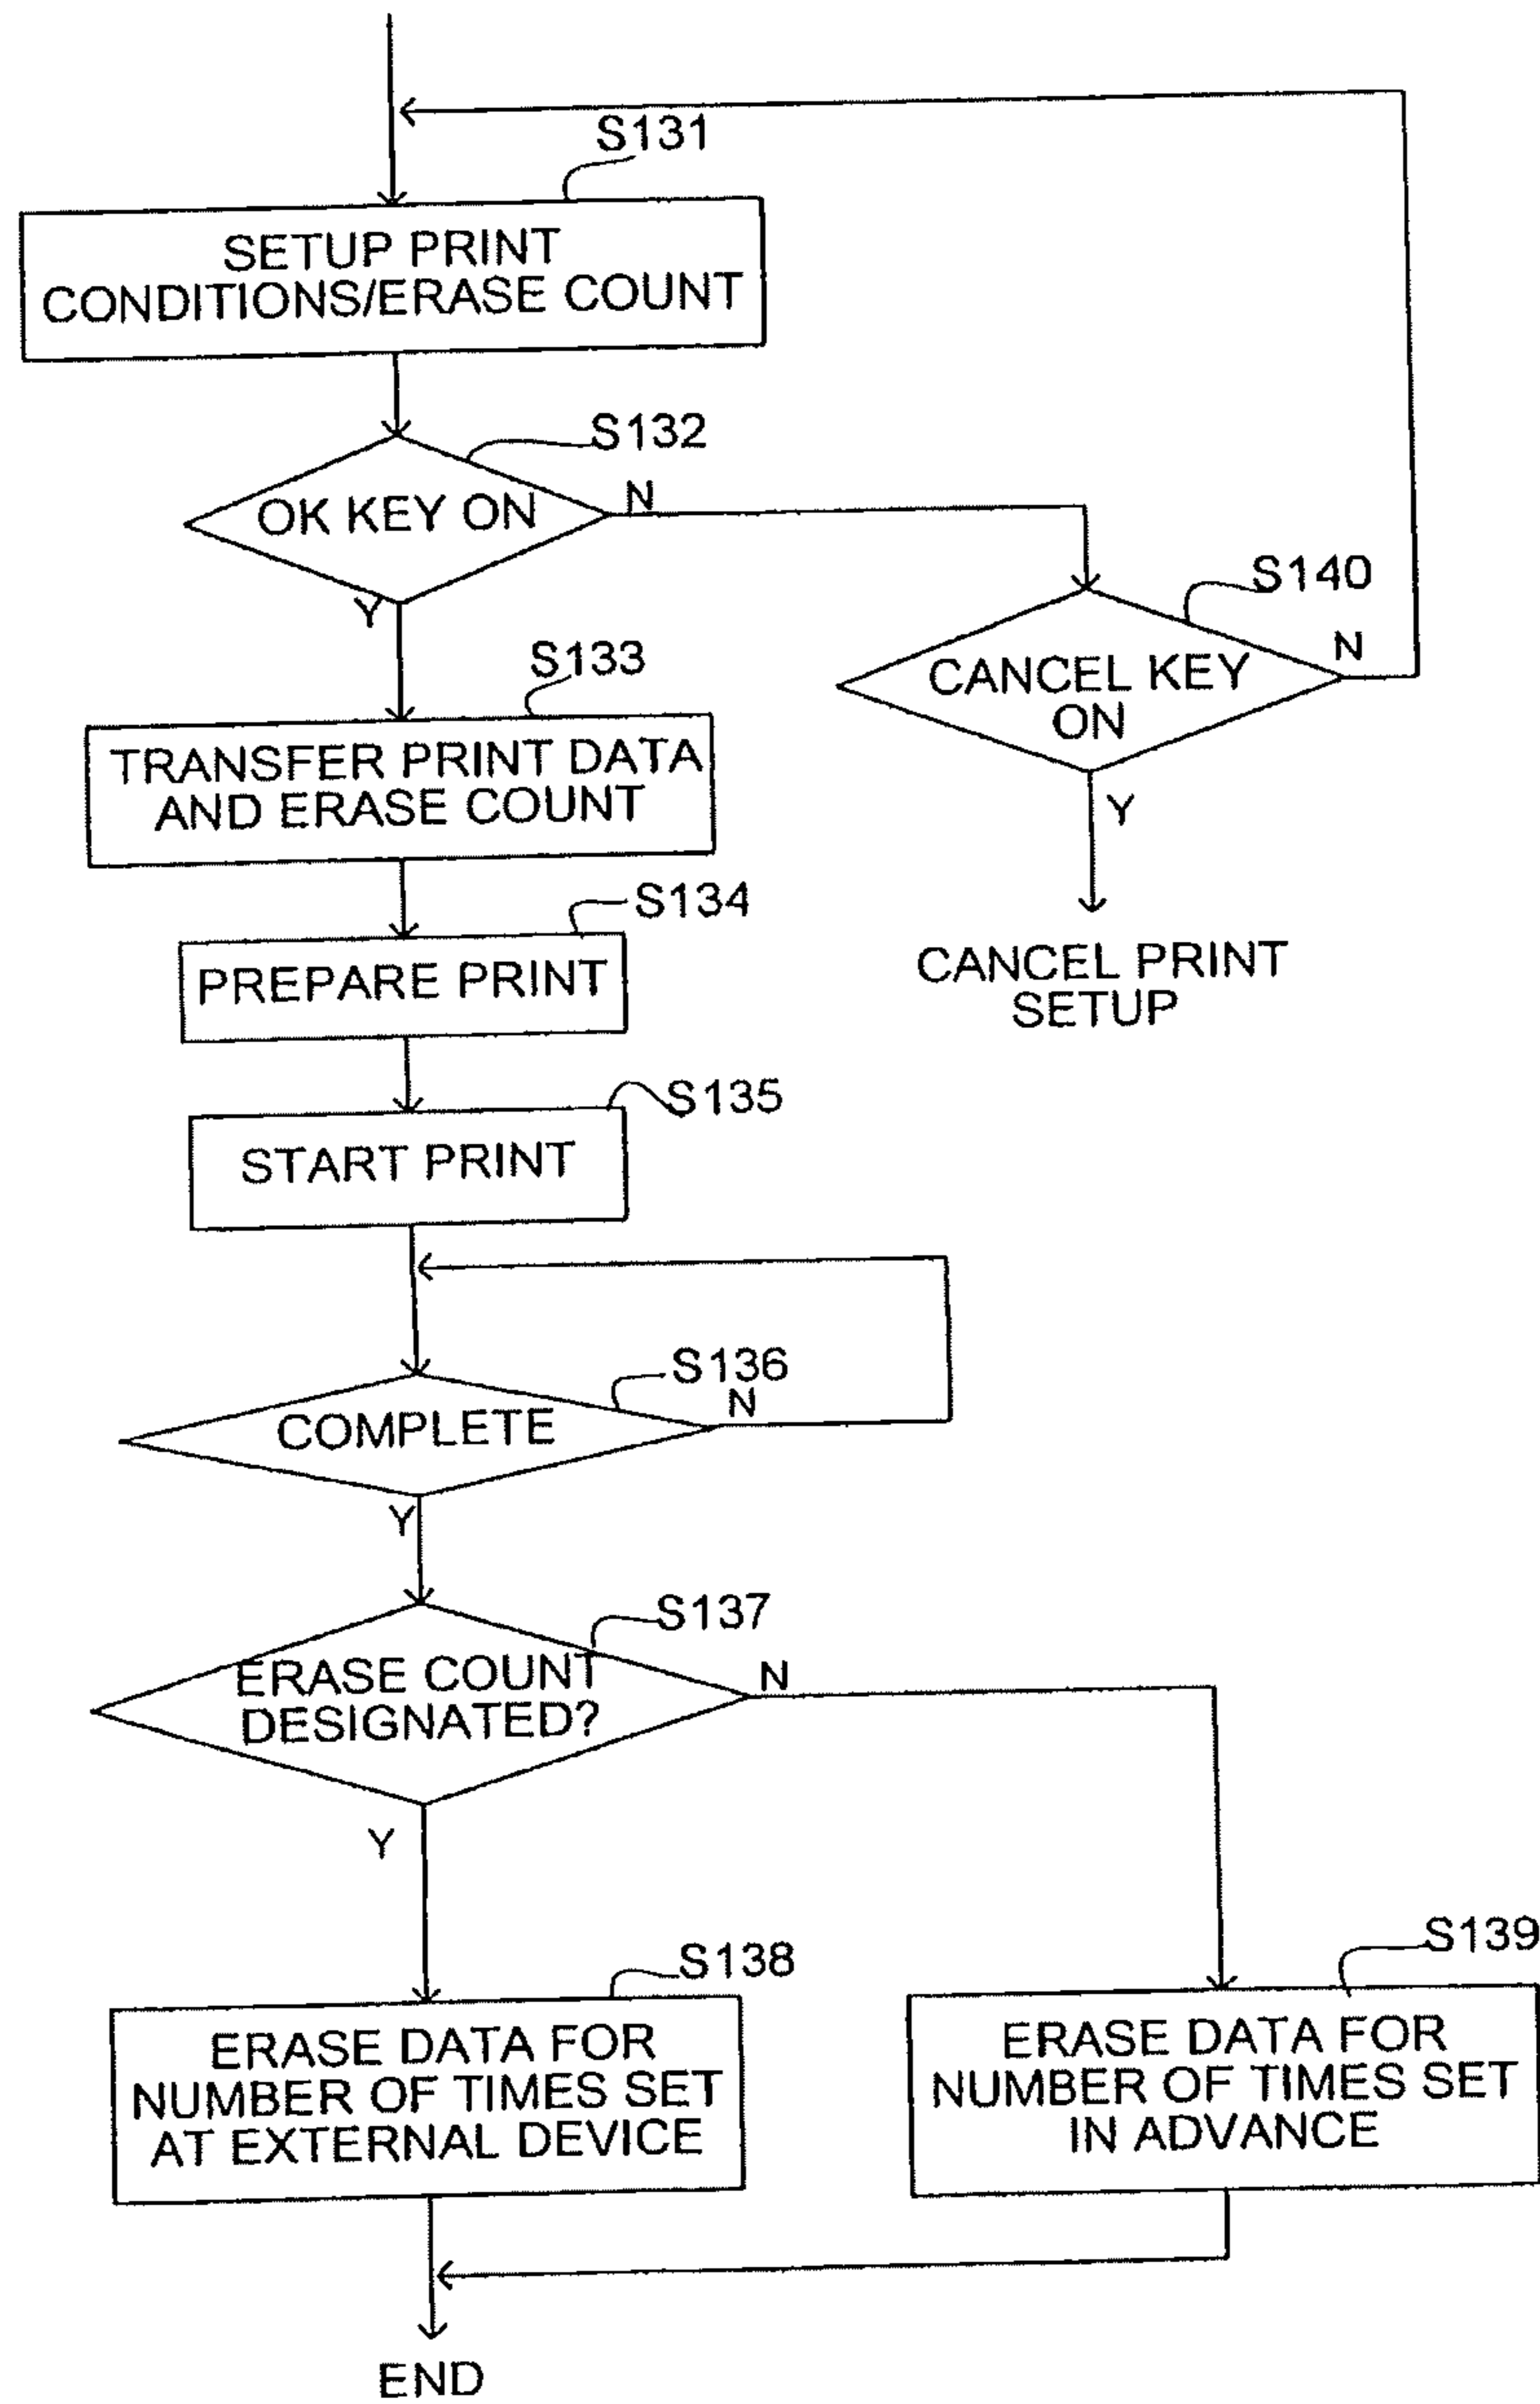 S131
SETUP PRINT
CONDITIONS/ERASE COUNT
S132
OK KEY ON
N
Y
S140
CANCEL KEY
ON
N
Y
CANCEL PRINT
SETUP
S133
TRANSFER PRINT DATA
AND ERASE COUNT
S134
PREPARE PRINT
S135
START PRINT
S136
COMPLETE
N
Y
S137
ERASE COUNT
DESIGNATED?
N
Y
S138
ERASE DATA FOR
NUMBER OF TIMES SET
AT EXTERNAL DEVICE
S139
ERASE DATA FOR
NUMBER OF TIMES SET
IN ADVANCE
END